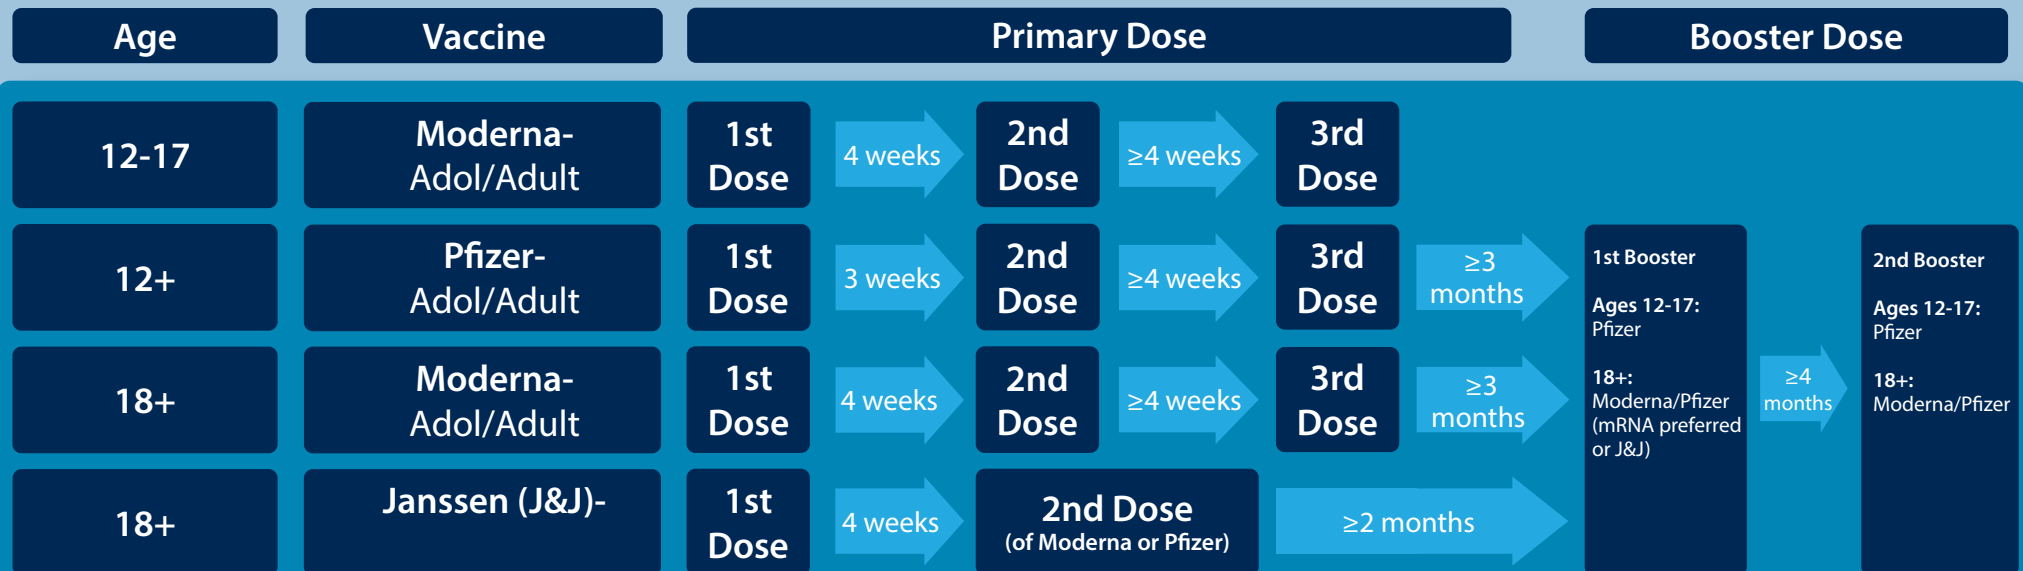 Age
Vaccine
Primary Dose
Booster Dose
12-17
Moderna-
Adol/Adult
1st
Dose
4 weeks
2nd
Dose
≥4 weeks
3rd
Dose
12+
Pfizer-
Adol/Adult
1st
Dose
3 weeks
2nd
Dose
≥4 weeks
3rd
Dose
≥3
months
18+
Moderna-
Adol/Adult
1st
Dose
4 weeks
2nd
Dose
≥4 weeks
3rd
Dose
≥3
months
18+
Janssen (J&J)-
1st
Dose
4 weeks
2nd Dose
(of Moderna or Pfizer)
≥2 months
1st Booster
Ages 12-17:
Pfizer
18+:
Moderna/Pfizer
(mRNA preferred
or J&J)
≥4
months
2nd Booster
Ages 12-17:
Pfizer
18+:
Moderna/Pfizer